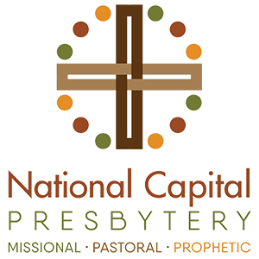 National Capital
PRESBYTERY
MISSIONAL · PASTORAL · PROPHETIC